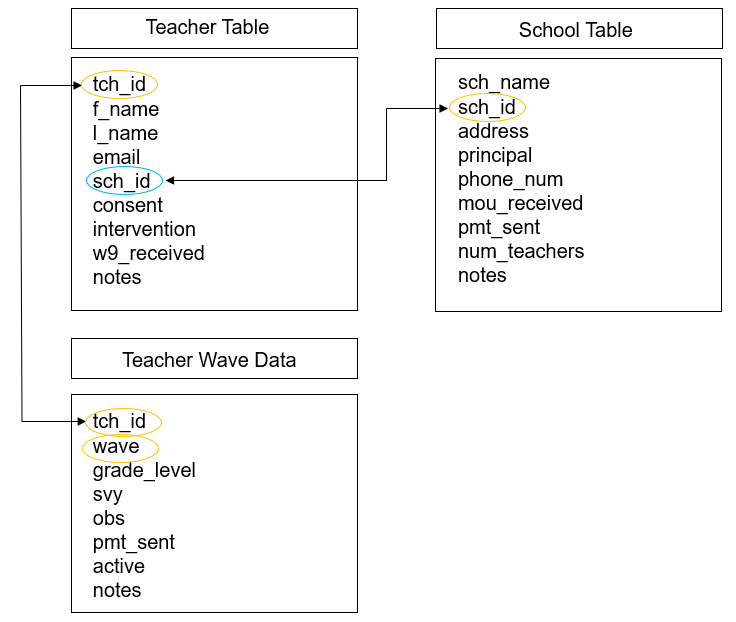 Teacher Table
tch_id
f_name
l_name
email
sch_id
consent
intervention
w9_received
notes
School Table
sch_name
sch_id
address
principal
phone_num
mou_received
pmt_sent
num_teachers
notes
Teacher Wave Data
tch_id
wave
grade_level
svy
obs
pmt_sent
active
notes